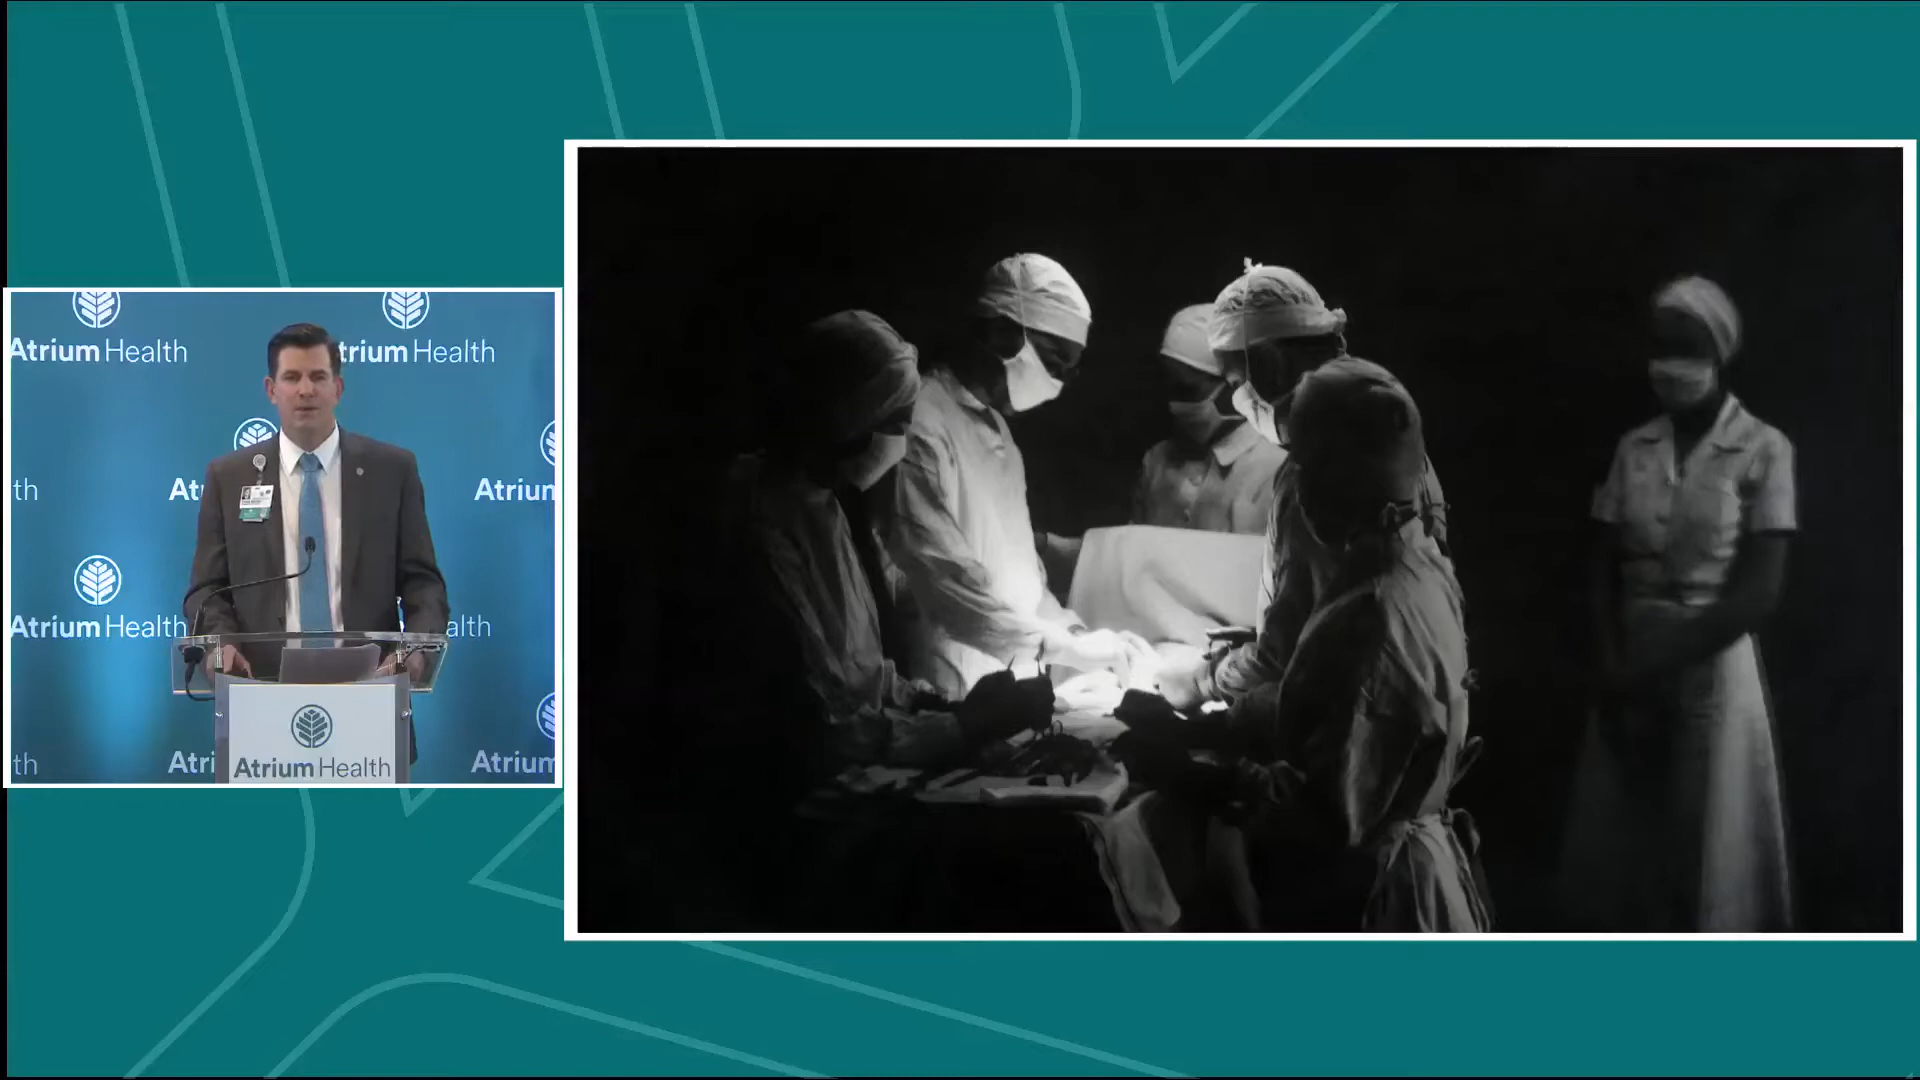 Atrium Health
trium Health
th
At
Atrium
Atrium Health
alth
th
Atri
Atrium
Atrium Health